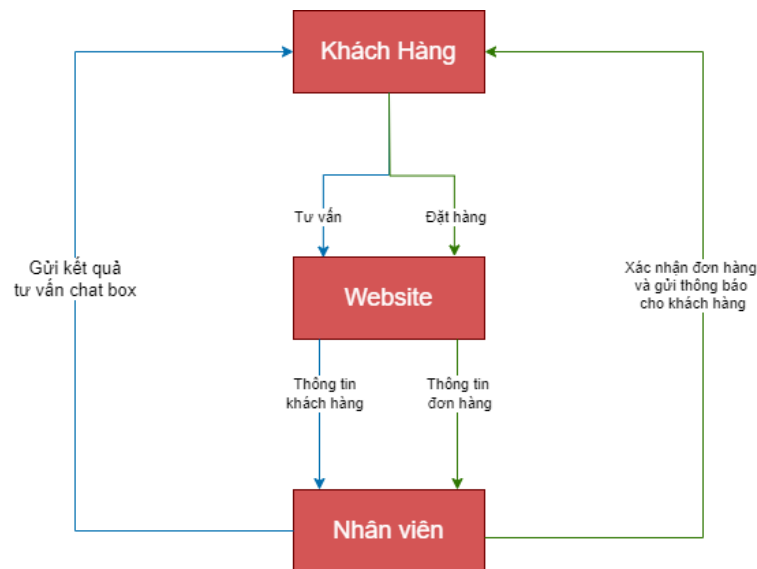 Khách Hàng
Tư vấn
Đặt hàng
Gửi kết quả
tư vấn chat box
Website
Xác nhận đơn hàng
và gửi thông báo
cho khách hàng
Thông tin
khách hàng
Thông tin
đơn hàng
Nhân viên